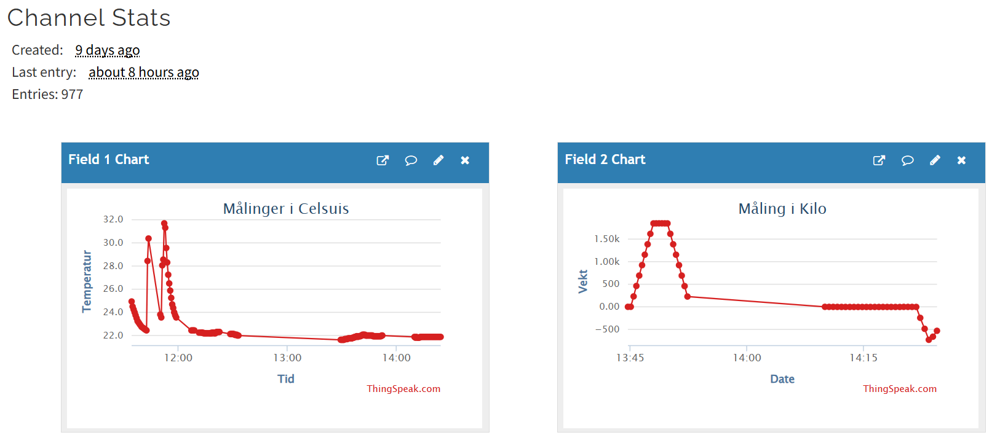 Channel Stats
Created: 9 days ago
Last entry: about 8 hours ago
Entries: 977
Field 1 Chart
Målinger i Celsuis
32.0
30.0
28.0
26.0
24.0
22.0
Temperatur
12:00 13:00 14:00
Tid
ThingSpeak.com
Field 2 Chart
Måling i Kilo
1.50k
1.00k
500
0.00
−500
Vekt
13:45 14:00 14:15
Date
ThingSpeak.com